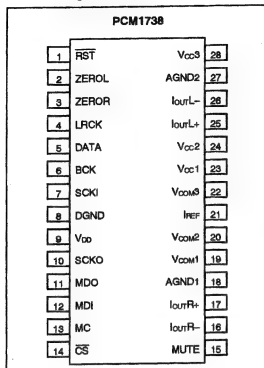 PCM1738
1 RST VCC3 28
2 ZEROL AGND2 27
3 ZEROR IOUTL– 26
4 LRCK IOUTL+ 25
5 DATA VCC2 24
6 BCK VCC1 23
7 SCKI VCOM3 22
8 DGND IREF 21
9 VDD VCOM2 20
10 SCKO VCOM1 19
11 MDO AGND1 18
12 MDI IOUTR+ 17
13 MC IOUTR– 16
14 CS MUTE 15